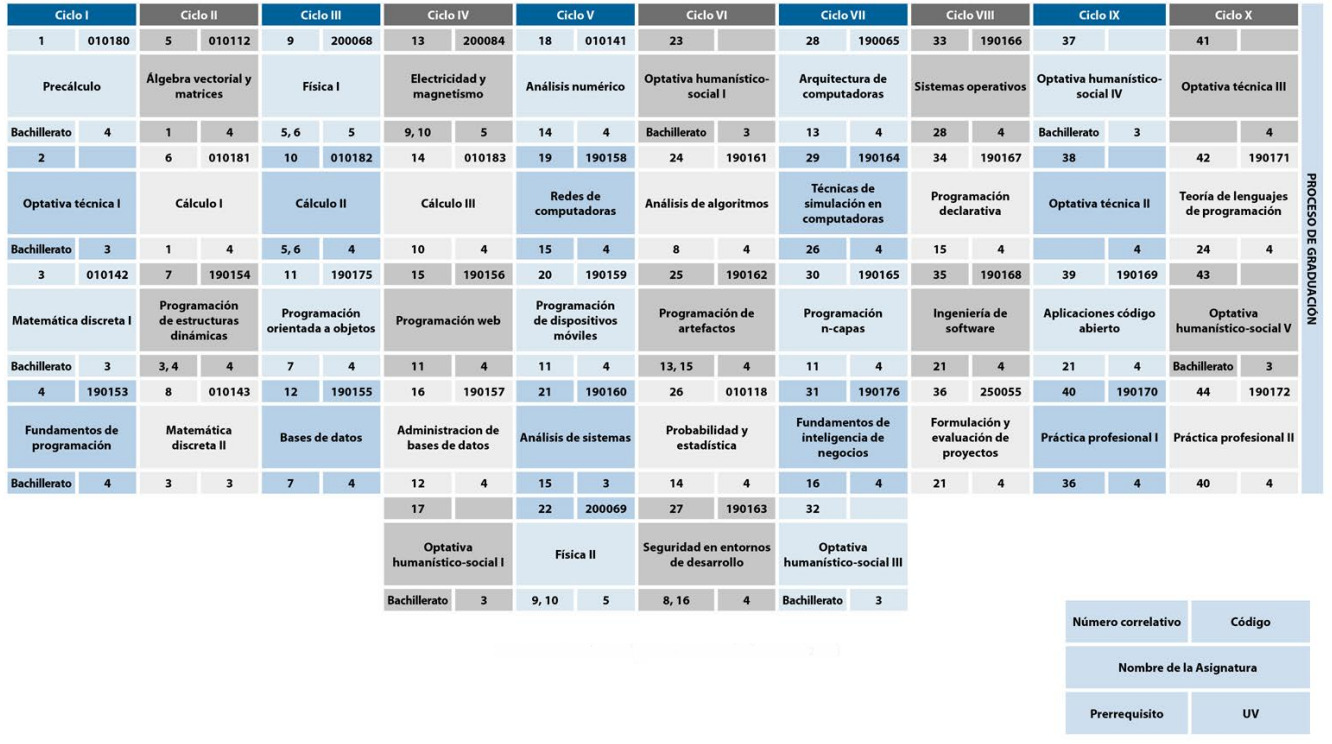 Ciclo I Ciclo II Ciclo III Ciclo IV Ciclo V Ciclo VI Ciclo VII Ciclo VIII Ciclo IX Ciclo X
1 010180 5 010112 9 200068 13 200084 18 010141 23 28 190065 33 190166 37 41
Precálculo
Álgebra vectorial y
matrices
Física I
Electricidad y
magnetismo
Análisis numérico
Optativa humanístico-
social I
Arquitectura de
computadoras
Sistemas operativos
Optativa humanístico-
social IV
Optativa técnica III
Bachillerato 4 1 4 5, 6 5 9, 10 5 14 4 Bachillerato 3 13 4 28 4 Bachillerato 3 4
2 6 010181 10 010182 14 010183 19 190158 24 190161 29 190164 34 190167 38 42 190171
Optativa técnica I
Cálculo I
Cálculo II
Cálculo III
Redes de
computadoras
Análisis de algoritmos
Técnicas de
simulación en
computadoras
Programación
declarativa
Optativa técnica II
Teoría de lenguajes
de programación
Bachillerato 3 1 4 5, 6 4 10 4 15 4 8 4 26 4 15 4 4 24 4
3 010142 7 190154 11 190175 15 190156 20 190159 25 190162 30 190165 35 190168 39 190169 43
Matemática discreta I
Programación
de estructuras
dinámicas
Programación
orientada a objetos
Programación web
Programación
de dispositivos
móviles
Programación de
artefactos
Programación
n-capas
Ingeniería de
software
Aplicaciones código
abierto
Optativa
humanístico-social V
Bachillerato 3 3, 4 4 7 4 11 4 11 4 13, 15 4 11 4 21 4 21 4 Bachillerato 3
4 190153 8 010143 12 190155 16 190157 21 190160 26 010118 31 190176 36 250055 40 190170 44 190172
Fundamentos de
programación
Matemática
discreta II
Bases de datos
Administracion de
bases de datos
Análisis de sistemas
Probabilidad y
estadística
Fundamentos de
inteligencia de
negocios
Formulación y
evaluación de
proyectos
Práctica profesional I
Práctica profesional II
Bachillerato 4 3 3 7 4 12 4 15 3 14 4 16 4 21 4 36 4 40 4
17 22 200069 27 190163 32
Optativa
humanístico-social I
Física II
Seguridad en entornos
de desarrollo
Optativa
humanístico-social III
Bachillerato 3 9, 10 5 8, 16 4 Bachillerato 3
PROCESO DE GRADUACIÓN
Número correlativo Código
Nombre de la Asignatura
Prerrequisito UV